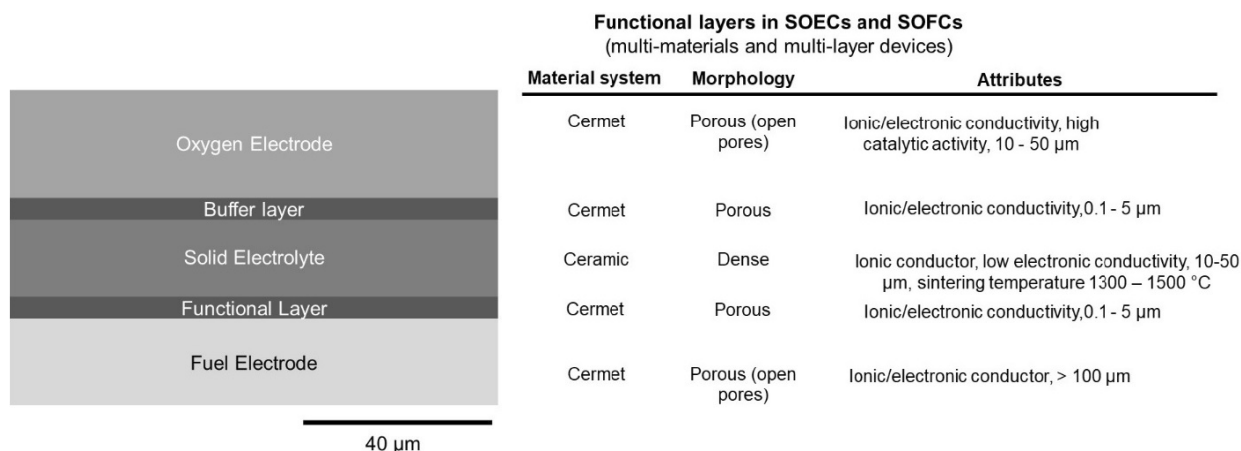 Functional layers in SOECs and SOFCs
(multi-materials and multi-layer devices)
Material system Morphology Attributes
Oxygen Electrode
Cermet Porous (open pores) Ionic/electronic conductivity, high
catalytic activity, 10 - 50 µm
Buffer layer
Cermet Porous Ionic/electronic conductivity,0.1 - 5 µm
Solid Electrolyte
Ceramic Dense Ionic conductor, low electronic conductivity, 10-50
µm, sintering temperature 1300 – 1500 °C
Functional Layer
Cermet Porous Ionic/electronic conductivity,0.1 - 5 µm
Fuel Electrode
Cermet Porous (open pores) Ionic/electronic conductor, > 100 µm
40 µm